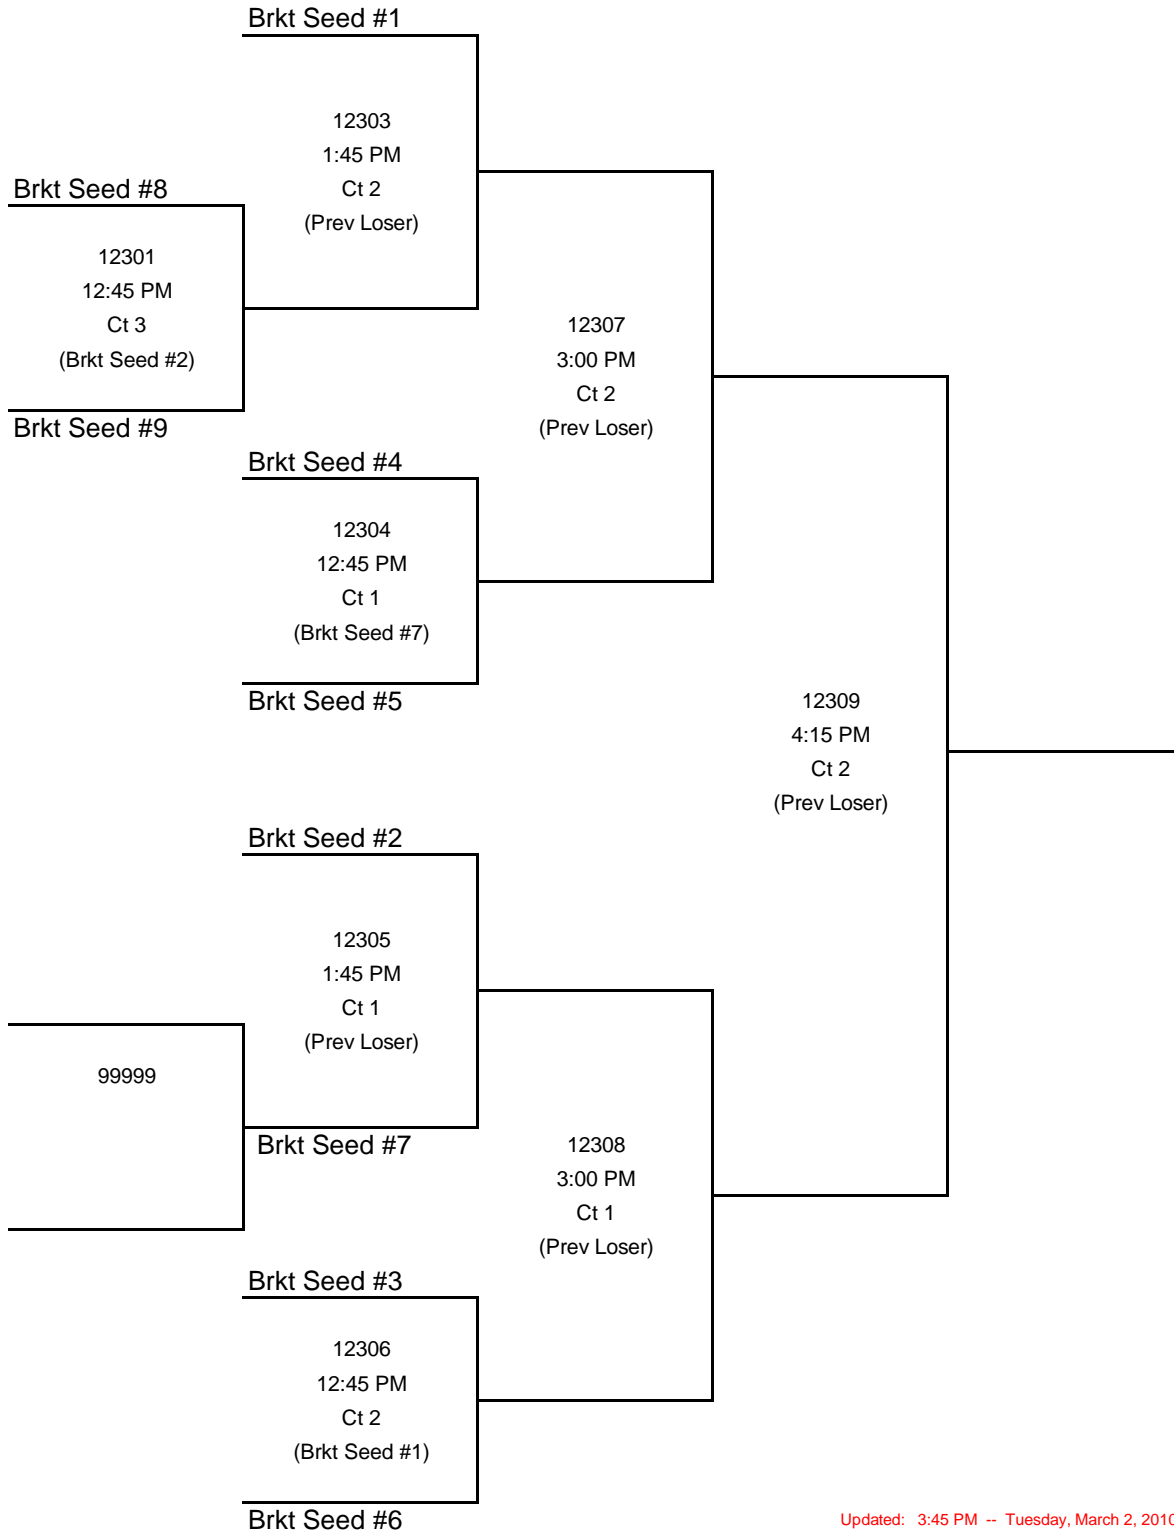 Brkt Seed #1
12303
1:45 PM
Ct 2
(Prev Loser)
Brkt Seed #8
12301
12:45 PM
Ct 3
(Brkt Seed #2)
Brkt Seed #9
12307
3:00 PM
Ct 2
(Prev Loser)
Brkt Seed #4
12304
12:45 PM
Ct 1
(Brkt Seed #7)
Brkt Seed #5
12309
4:15 PM
Ct 2
(Prev Loser)
Brkt Seed #2
12305
1:45 PM
Ct 1
(Prev Loser)
99999
Brkt Seed #7
12308
3:00 PM
Ct 1
(Prev Loser)
Brkt Seed #3
12306
12:45 PM
Ct 2
(Brkt Seed #1)
Brkt Seed #6
Updated: 3:45 PM -- Tuesday, March 2, 2010